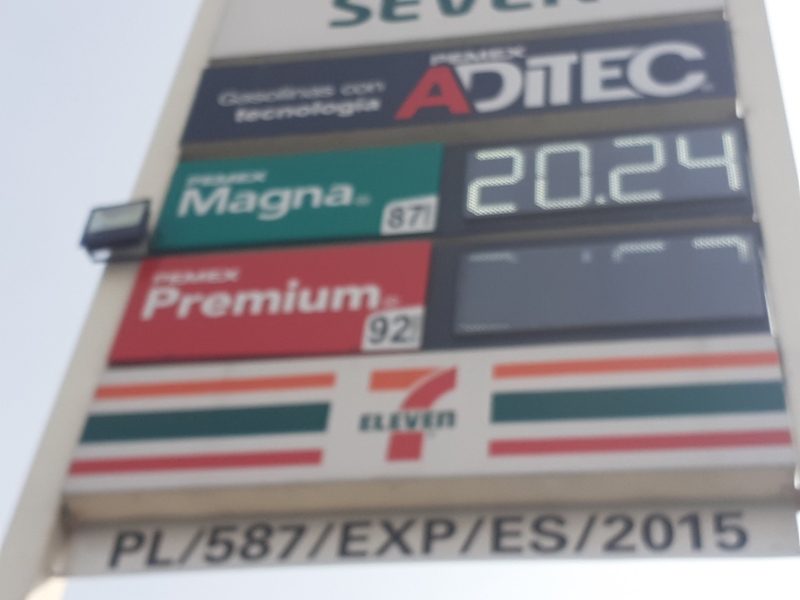 SEVEN
PEMEX
Gasolinas con ADiTEC
tecnología
PEMEX
Magna
87
20.24
PEMEX
Premium
92
7
ELEVEN
PL/587/EXP/ES/2015